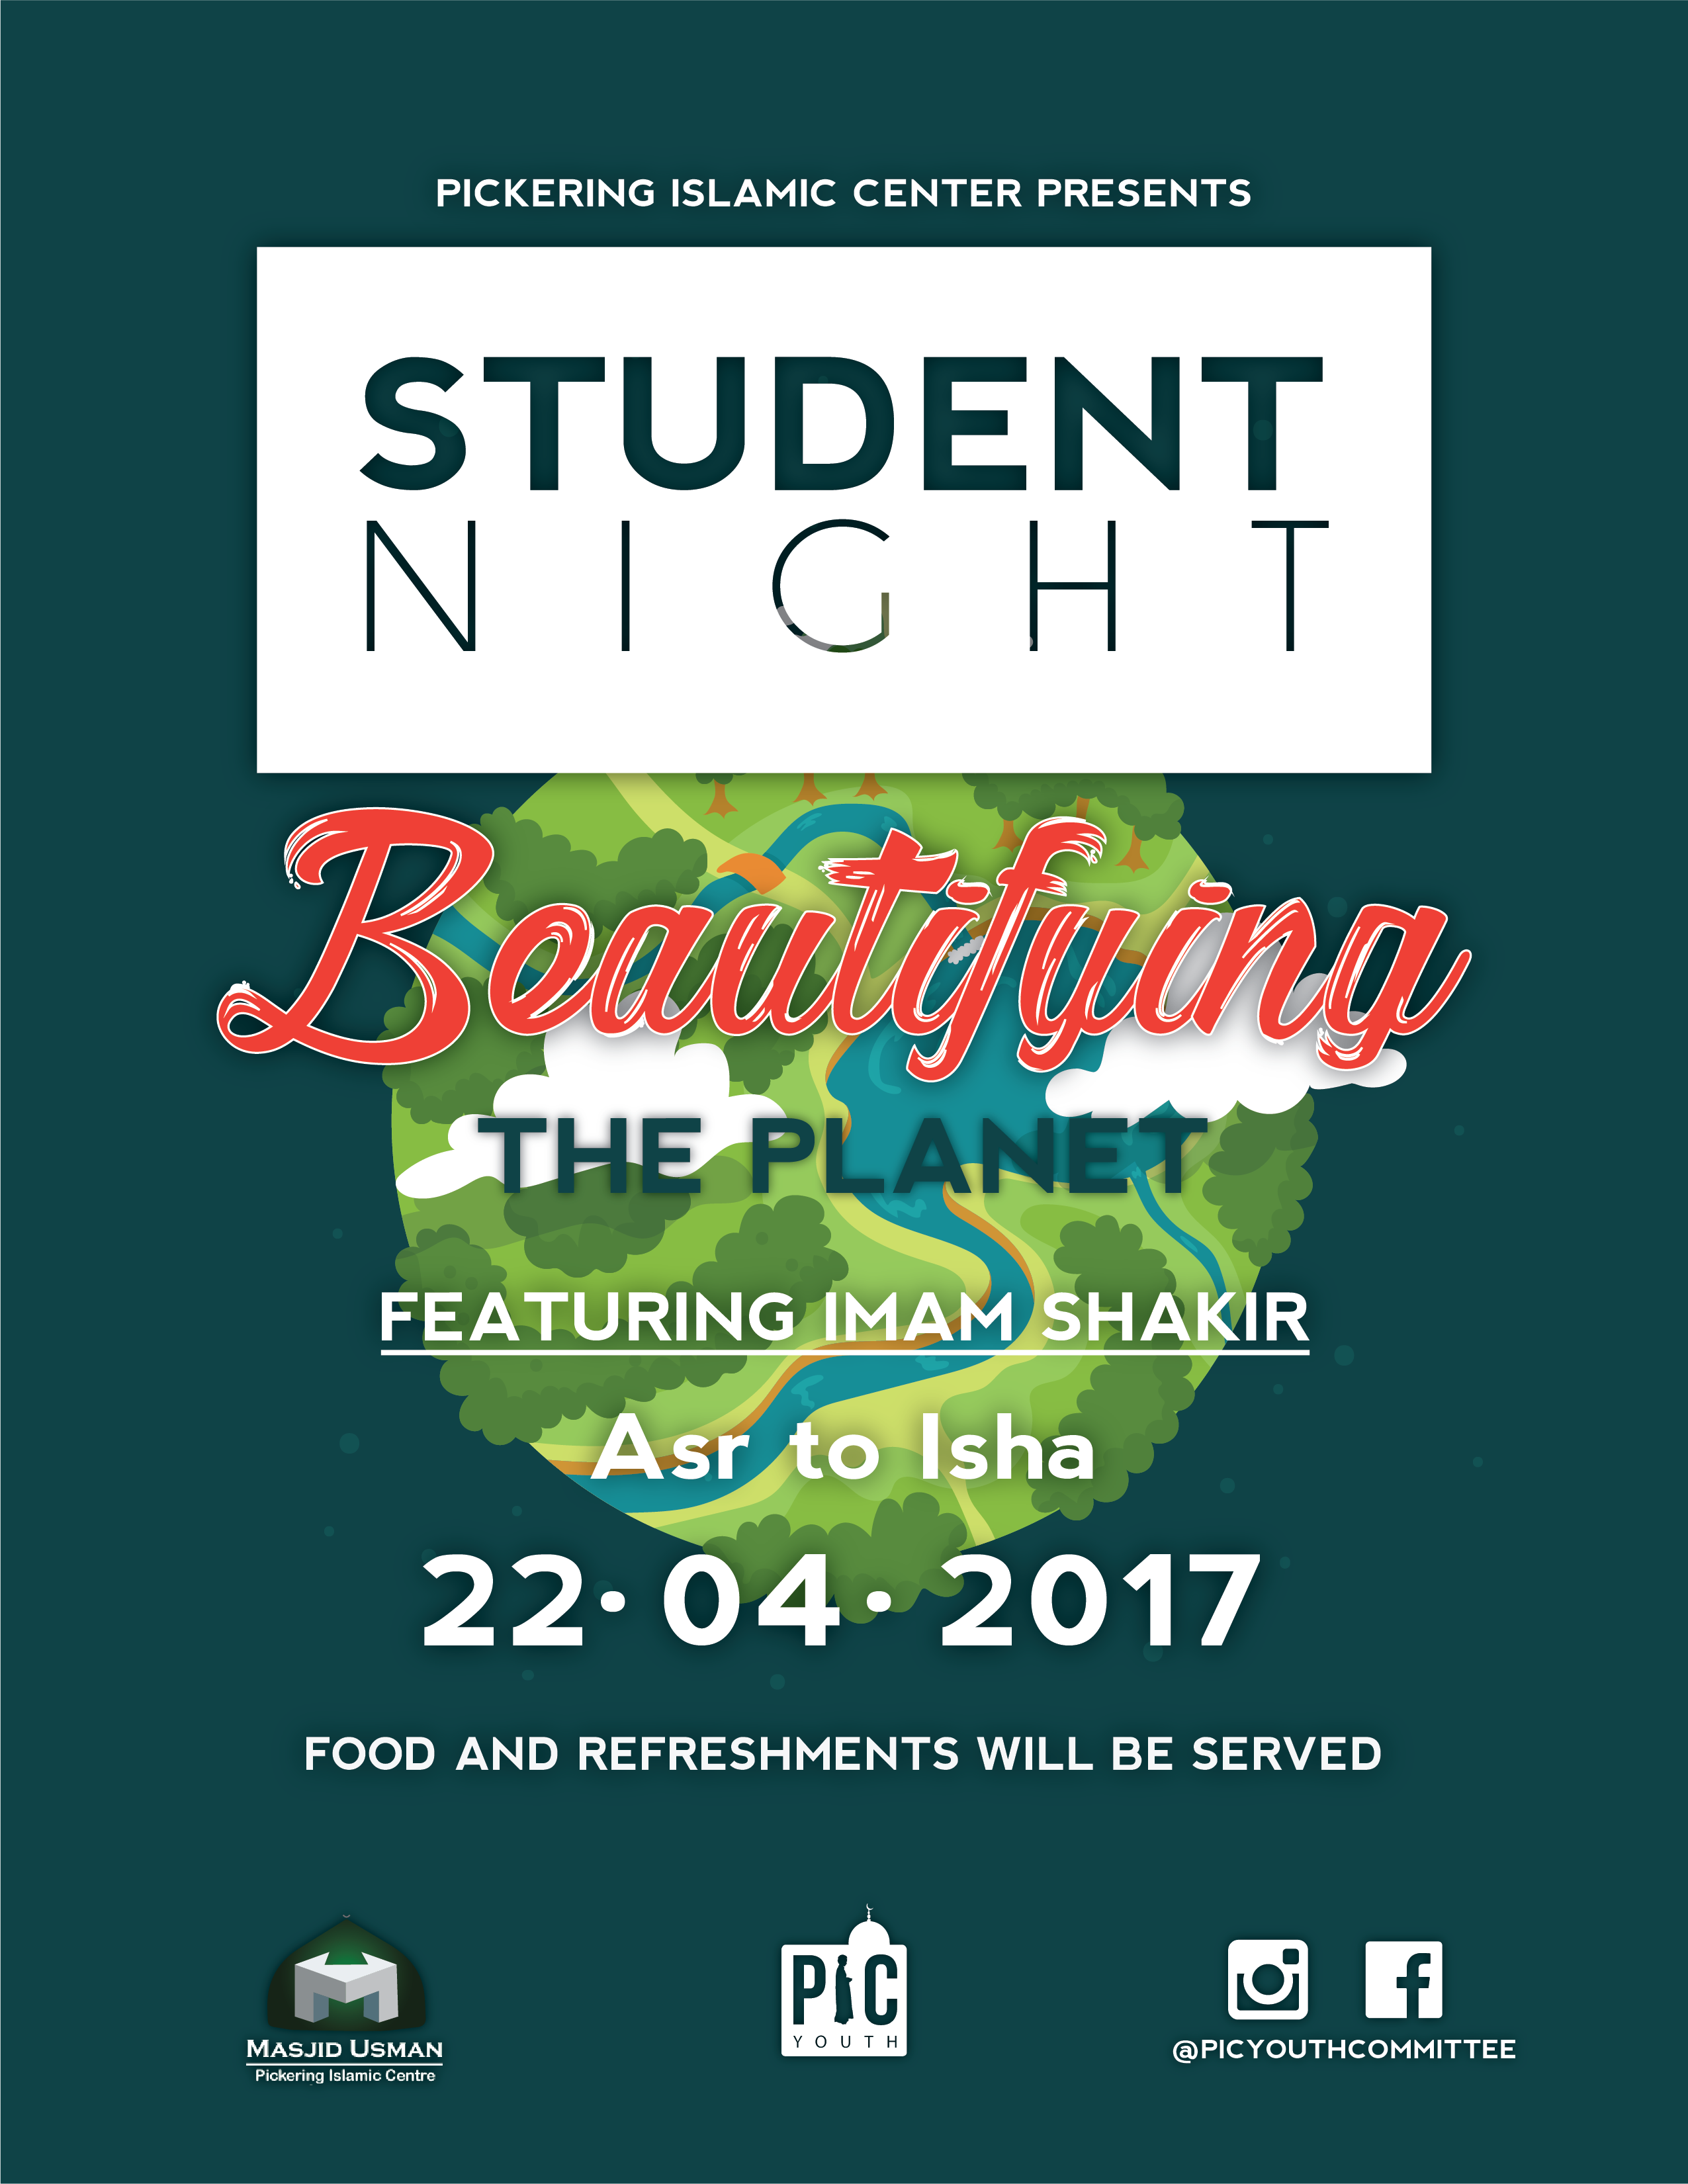 PICKERING ISLAMIC CENTER PRESENTS
STUDENT
NIGHT
Beautifying
THE PLANET
FEATURING IMAM SHAKIR
Asr to Isha
22·04·2017
FOOD AND REFRESHMENTS WILL BE SERVED
MASJID USMAN
Pickering Islamic Centre
PIC
YOUTH
@PICYOUTHCOMMITTEE